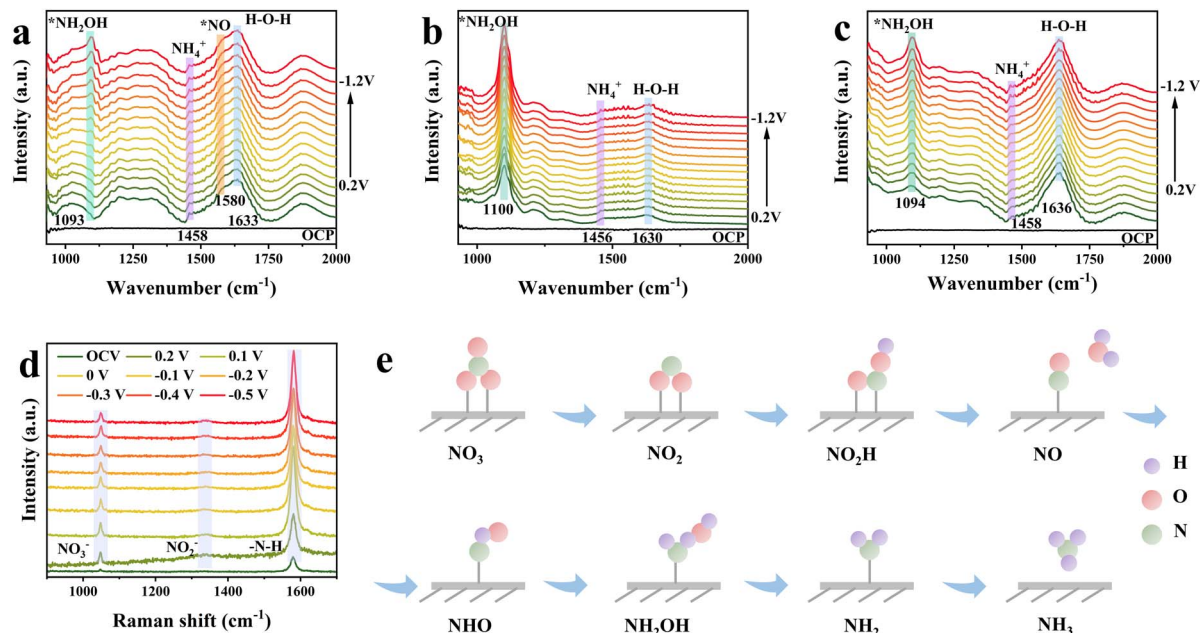 a
*NH₂OH
NH₄⁺
*NO
H-O-H
-1.2V
0.2V
1093
1458
1580
1633
OCP
Intensity (a.u.)
1000 1250 1500 1750 2000
Wavenumber (cm⁻¹)
b
*NH₂OH
NH₄⁺
H-O-H
-1.2V
0.2V
1100
1456
1630
OCP
Intensity (a.u.)
1000 1250 1500 1750 2000
Wavenumber (cm⁻¹)
c
*NH₂OH
NH₄⁺
H-O-H
-1.2 V
0.2V
1094
1458
1636
OCP
Intensity (a.u.)
1000 1250 1500 1750 2000
Wavenumber (cm⁻¹)
d
OCV 0.2 V 0.1 V
0 V -0.1 V -0.2 V
-0.3 V -0.4 V -0.5 V
NO₃⁻
NO₂⁻
-N-H
Intensity (a.u.)
1000 1200 1400 1600
Raman shift (cm⁻¹)
e
NO₃
NO₂
NO₂H
NO
NHO
NH₂OH
NH₂
NH₃
H
O
N